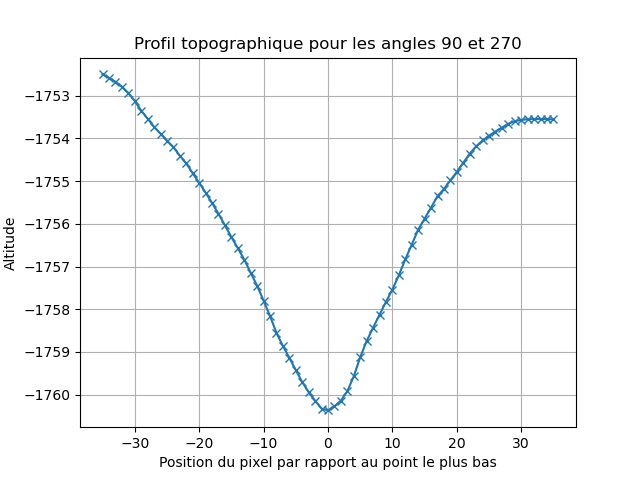 Profil topographique pour les angles 90 et 270
Altitude
−1753
−1754
−1755
−1756
−1757
−1758
−1759
−1760
−30 −20 −10 0 10 20 30
Position du pixel par rapport au point le plus bas